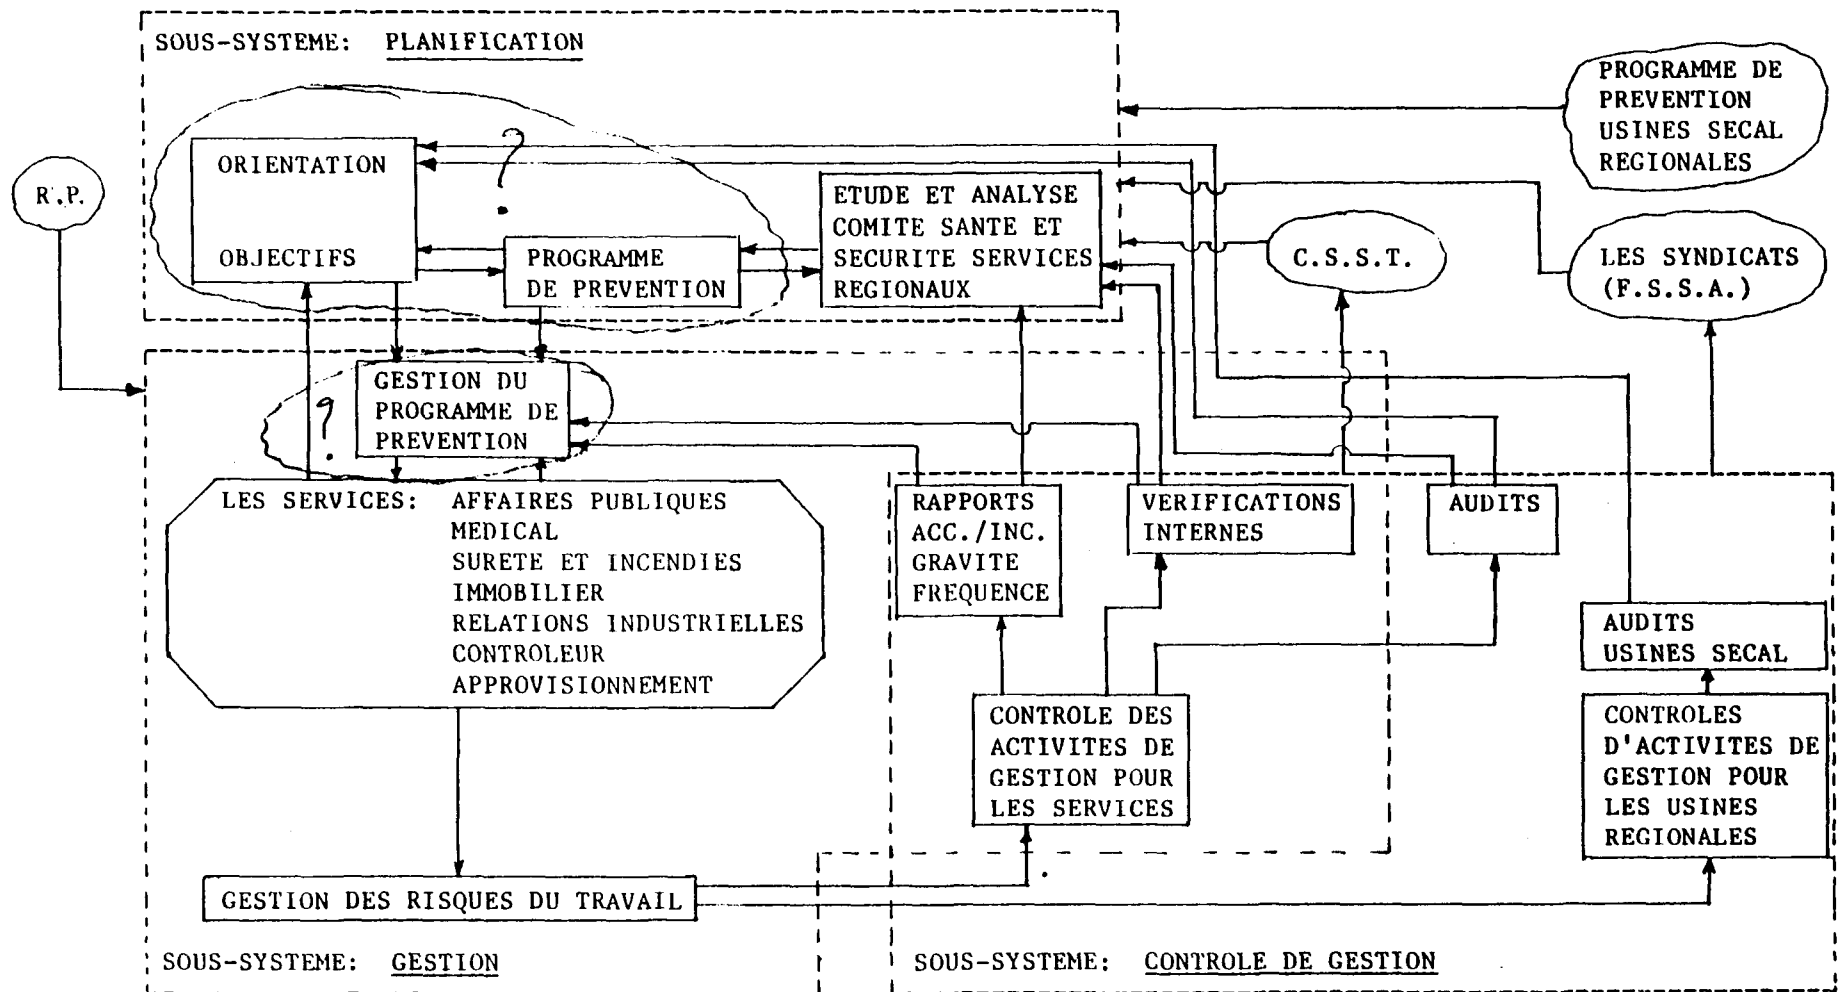 SOUS-SYSTEME: PLANIFICATION
PROGRAMME DE
PREVENTION
USINES SECAL
REGIONALES
R.P.
ORIENTATION
OBJECTIFS
?
PROGRAMME
DE PREVENTION
ETUDE ET ANALYSE
COMITE SANTE ET
SECURITE SERVICES
REGIONAUX
C.S.S.T.
LES SYNDICATS
(F.S.S.A.)
?
GESTION DU
PROGRAMME DE
PREVENTION
LES SERVICES: AFFAIRES PUBLIQUES
MEDICAL
SURETE ET INCENDIES
IMMOBILIER
RELATIONS INDUSTRIELLES
CONTROLEUR
APPROVISIONNEMENT
RAPPORTS
ACC./INC.
GRAVITE
FREQUENCE
VERIFICATIONS
INTERNES
AUDITS
AUDITS
USINES SECAL
CONTROLE DES
ACTIVITES DE
GESTION POUR
LES SERVICES
CONTROLES
D'ACTIVITES DE
GESTION POUR
LES USINES
REGIONALES
GESTION DES RISQUES DU TRAVAIL
SOUS-SYSTEME: GESTION
SOUS-SYSTEME: CONTROLE DE GESTION